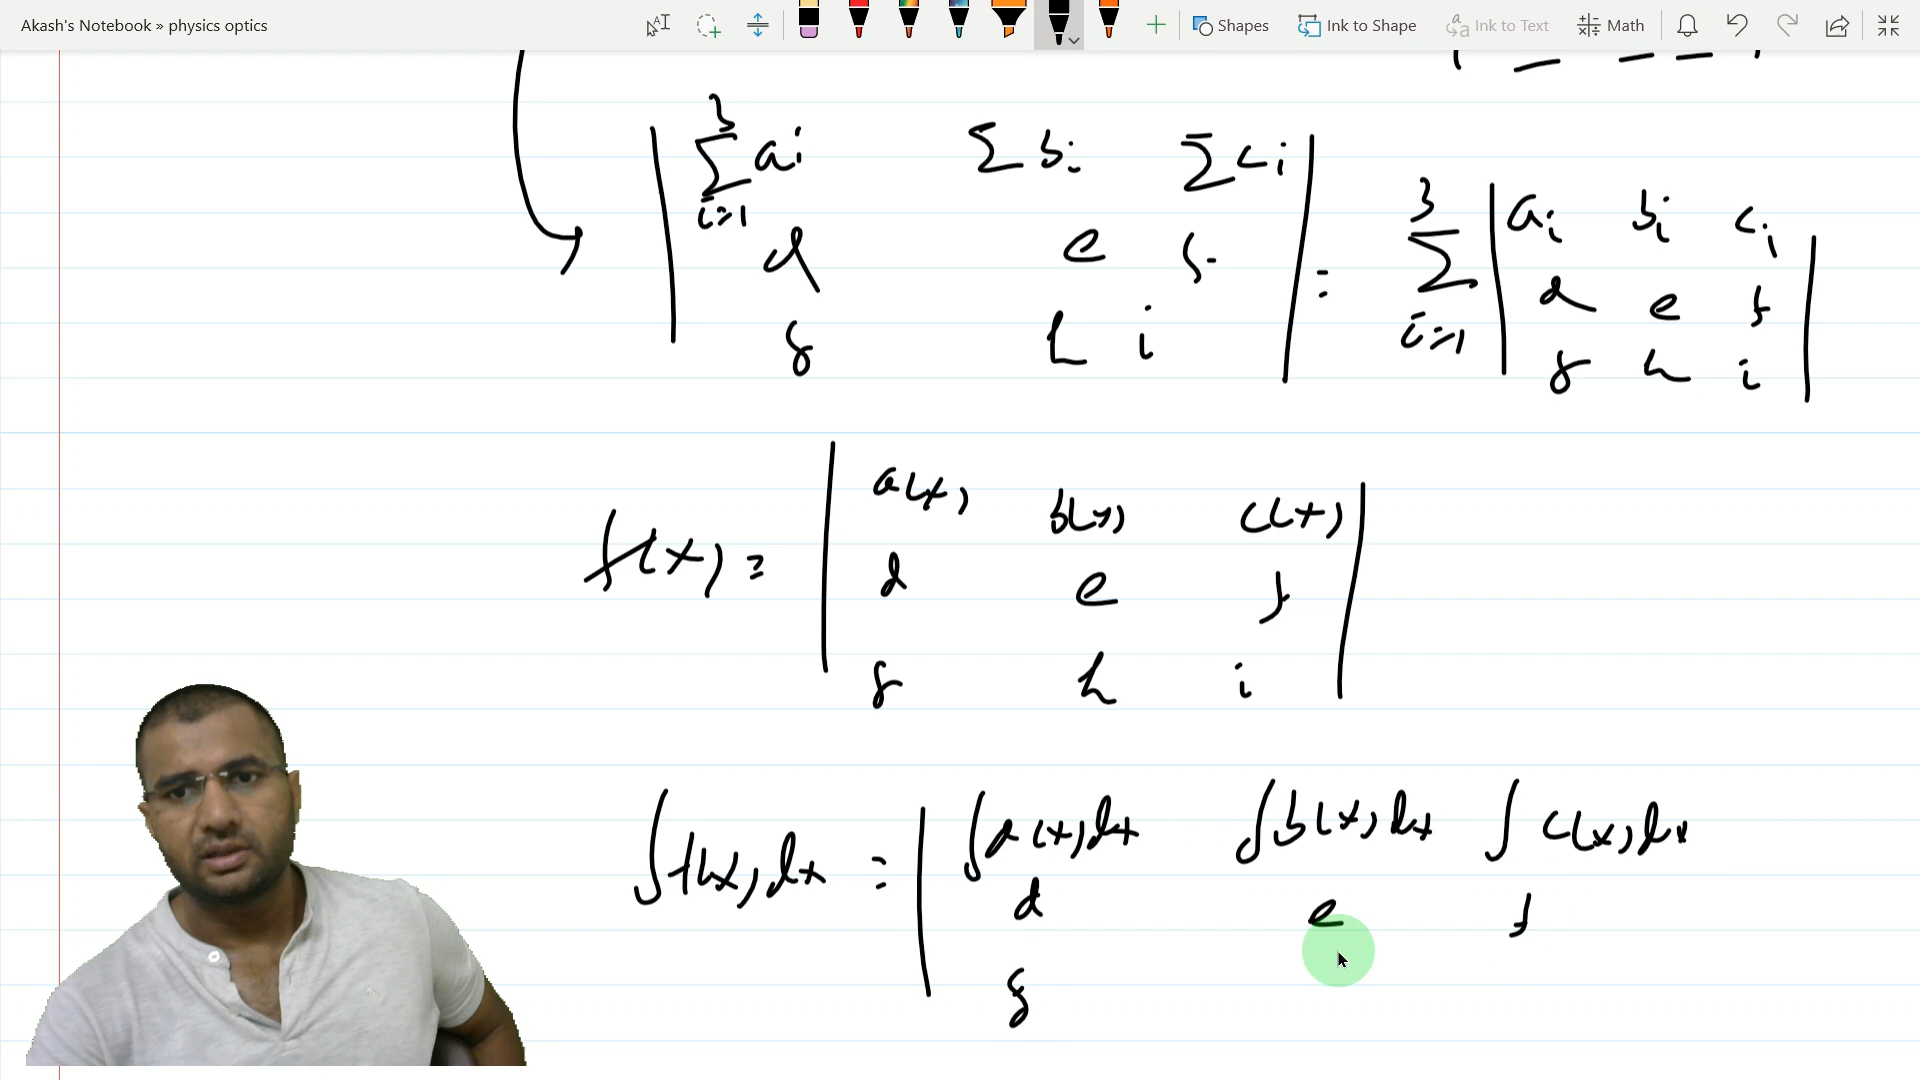 Akash's Notebook » physics optics
Shapes
Ink to Shape
Ink to Text
Math
3
∑ ai ∑ bi ∑ ci
i=1
d e f
g h i
=
3
∑
i=1
ai bi ci
d e f
g h i
f(x) =
a(x) b(x) c(x)
d e f
g h i
∫f(x)dx = ∫a(x)dx ∫b(x)dx ∫c(x)dx
d e f
g